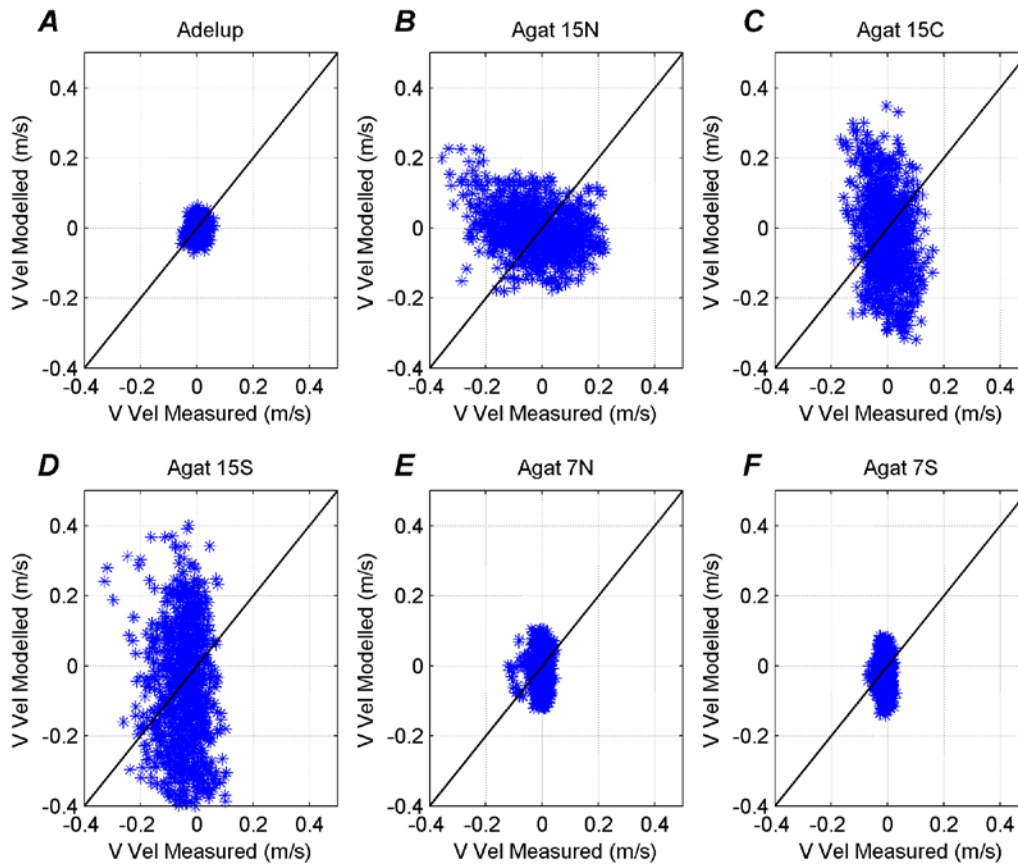 A Adelup
B Agat 15N
C Agat 15C
V Vel Modelled (m/s)
0.4
0.2
0
-0.2
-0.4
-0.4 -0.2 0 0.2 0.4
V Vel Measured (m/s)
V Vel Modelled (m/s)
0.4
0.2
0
-0.2
-0.4
-0.4 -0.2 0 0.2 0.4
V Vel Measured (m/s)
V Vel Modelled (m/s)
0.4
0.2
0
-0.2
-0.4
-0.4 -0.2 0 0.2 0.4
V Vel Measured (m/s)
D Agat 15S
E Agat 7N
F Agat 7S
V Vel Modelled (m/s)
0.4
0.2
0
-0.2
-0.4
-0.4 -0.2 0 0.2 0.4
V Vel Measured (m/s)
V Vel Modelled (m/s)
0.4
0.2
0
-0.2
-0.4
-0.4 -0.2 0 0.2 0.4
V Vel Measured (m/s)
V Vel Modelled (m/s)
0.4
0.2
0
-0.2
-0.4
-0.4 -0.2 0 0.2 0.4
V Vel Measured (m/s)